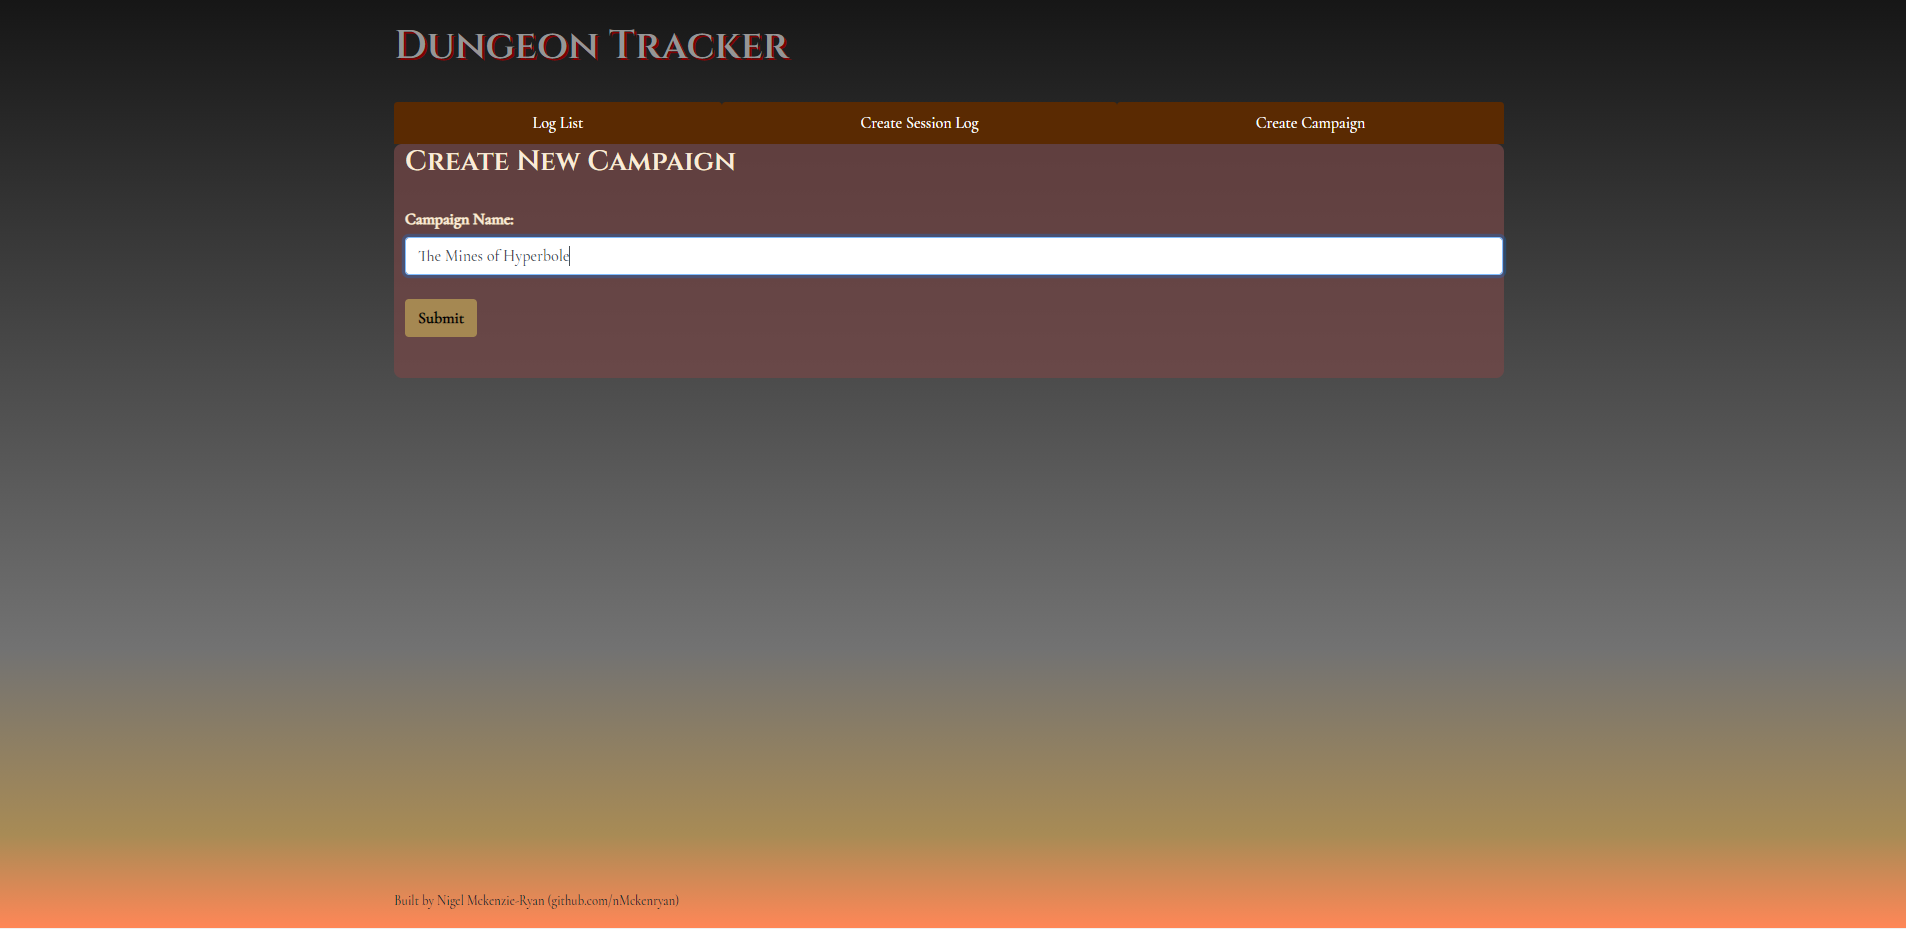 Dungeon Tracker
Log List
Create Session Log
Create Campaign
Create New Campaign
Campaign Name:
The Mines of Hyperbole
Submit
Built by Nigel Mckenzie-Ryan (github.com/nMckenryan)